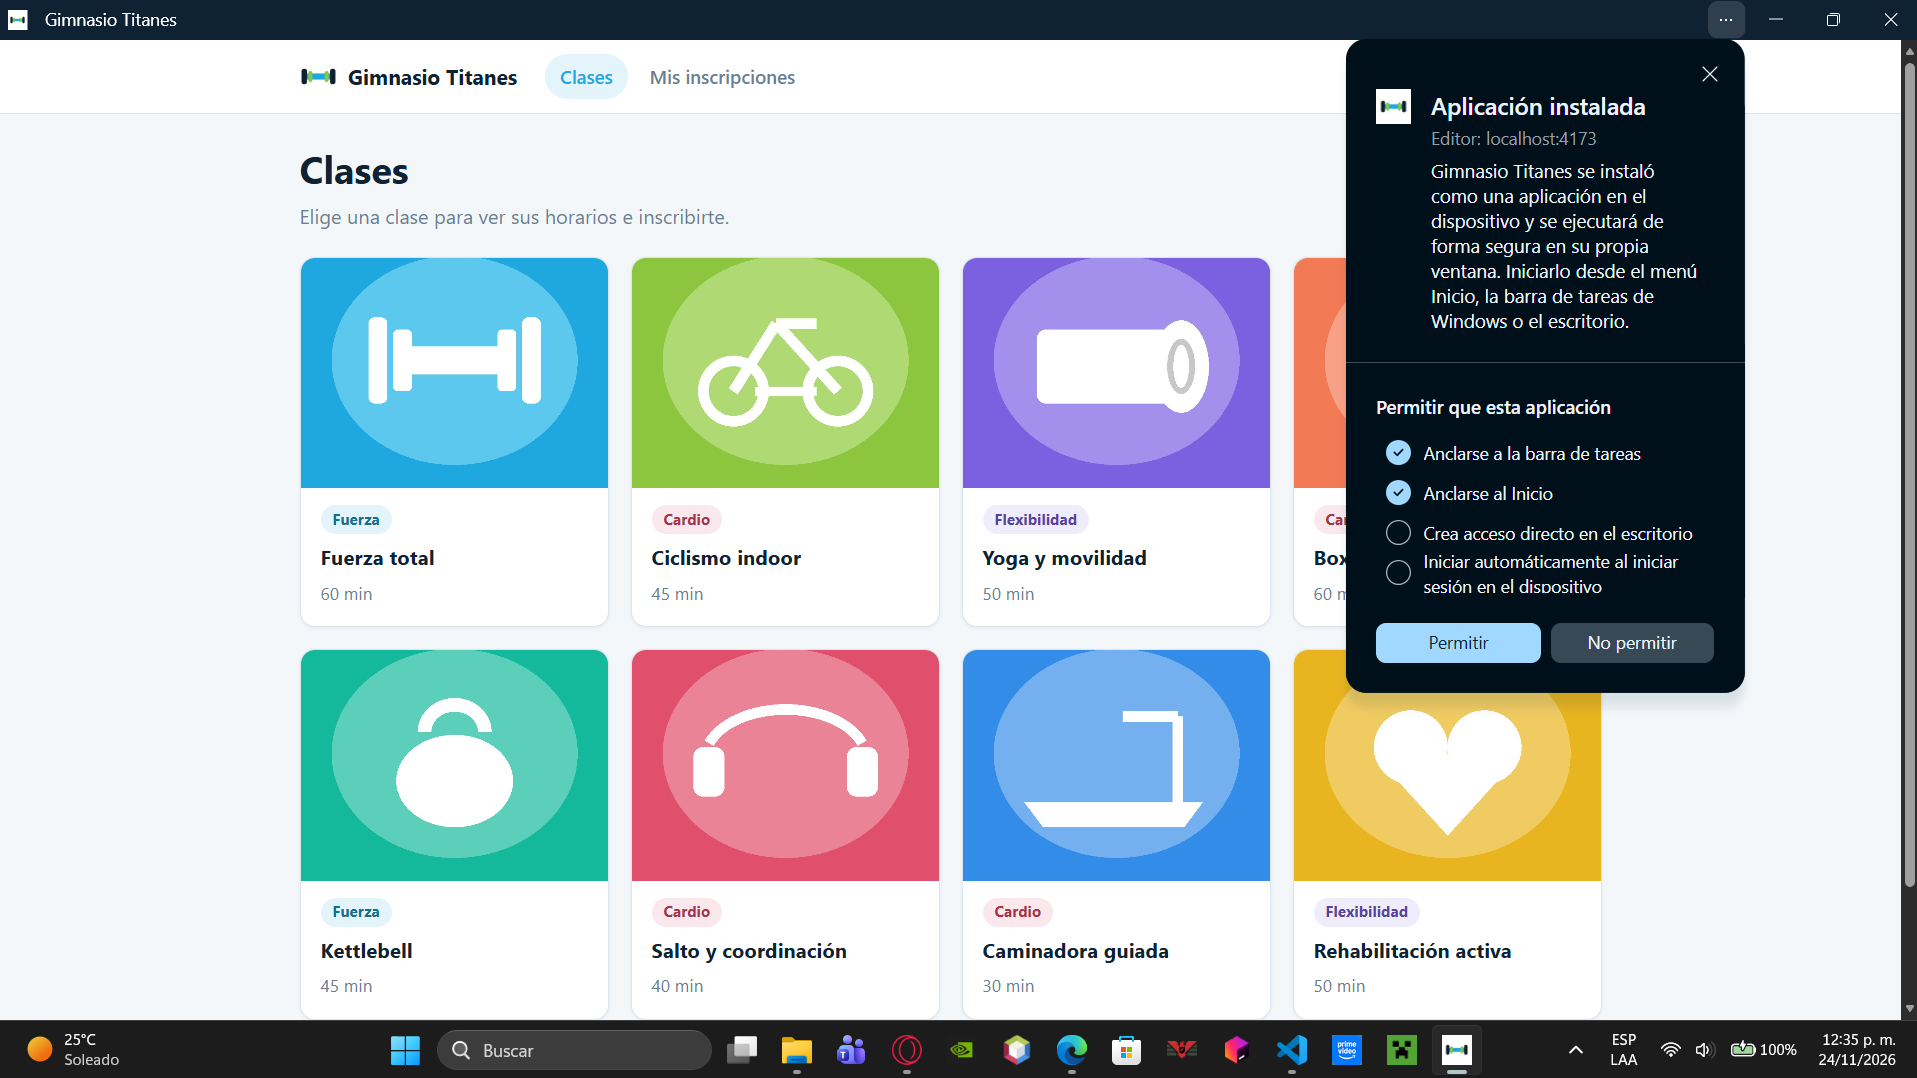 Gimnasio Titanes
Gimnasio Titanes
Clases
Mis inscripciones
Clases
Elige una clase para ver sus horarios e inscribirte.
Fuerza
Fuerza total
60 min
Cardio
Ciclismo indoor
45 min
Flexibilidad
Yoga y movilidad
50 min
Ca
Box
60 m
Fuerza
Kettlebell
45 min
Cardio
Salto y coordinación
40 min
Cardio
Caminadora guiada
30 min
Flexibilidad
Rehabilitación activa
50 min
Aplicación instalada
Editor: localhost:4173
Gimnasio Titanes se instaló
como una aplicación en el
dispositivo y se ejecutará de
forma segura en su propia
ventana. Iniciarlo desde el menú
Inicio, la barra de tareas de
Windows o el escritorio.
Permitir que esta aplicación
Anclarse a la barra de tareas
Anclarse al Inicio
Crea acceso directo en el escritorio
Iniciar automáticamente al iniciar
sesión en el dispositivo
Permitir
No permitir
25°C
Soleado
Buscar
prime
video
ESP
LAA
100%
12:35 p. m.
24/11/2026